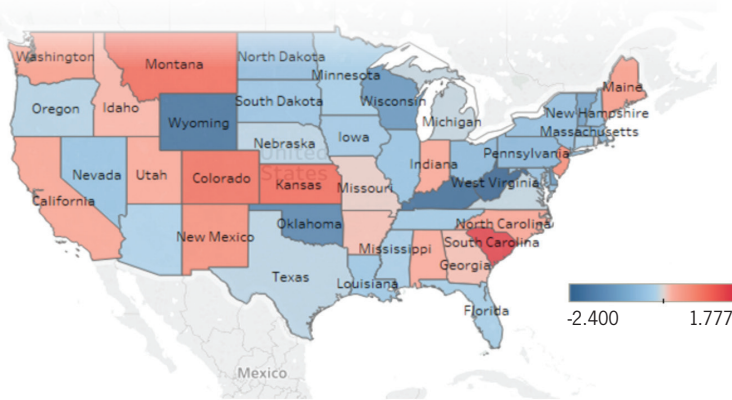 Washington
Montana
North Dakota
Minnesota
Maine
Oregon
Idaho
South Dakota
Wisconsin
New Hampshire
Wyoming
Michigan
Massachusetts
Nebraska
Iowa
Pennsylvania
United
States
Nevada
Utah
Colorado
Kansas
Missouri
Indiana
West Virginia
California
New Mexico
Oklahoma
North Carolina
Mississippi
South Carolina
Georgia
Texas
Louisiana
Florida
-2.400
1.777
Mexico